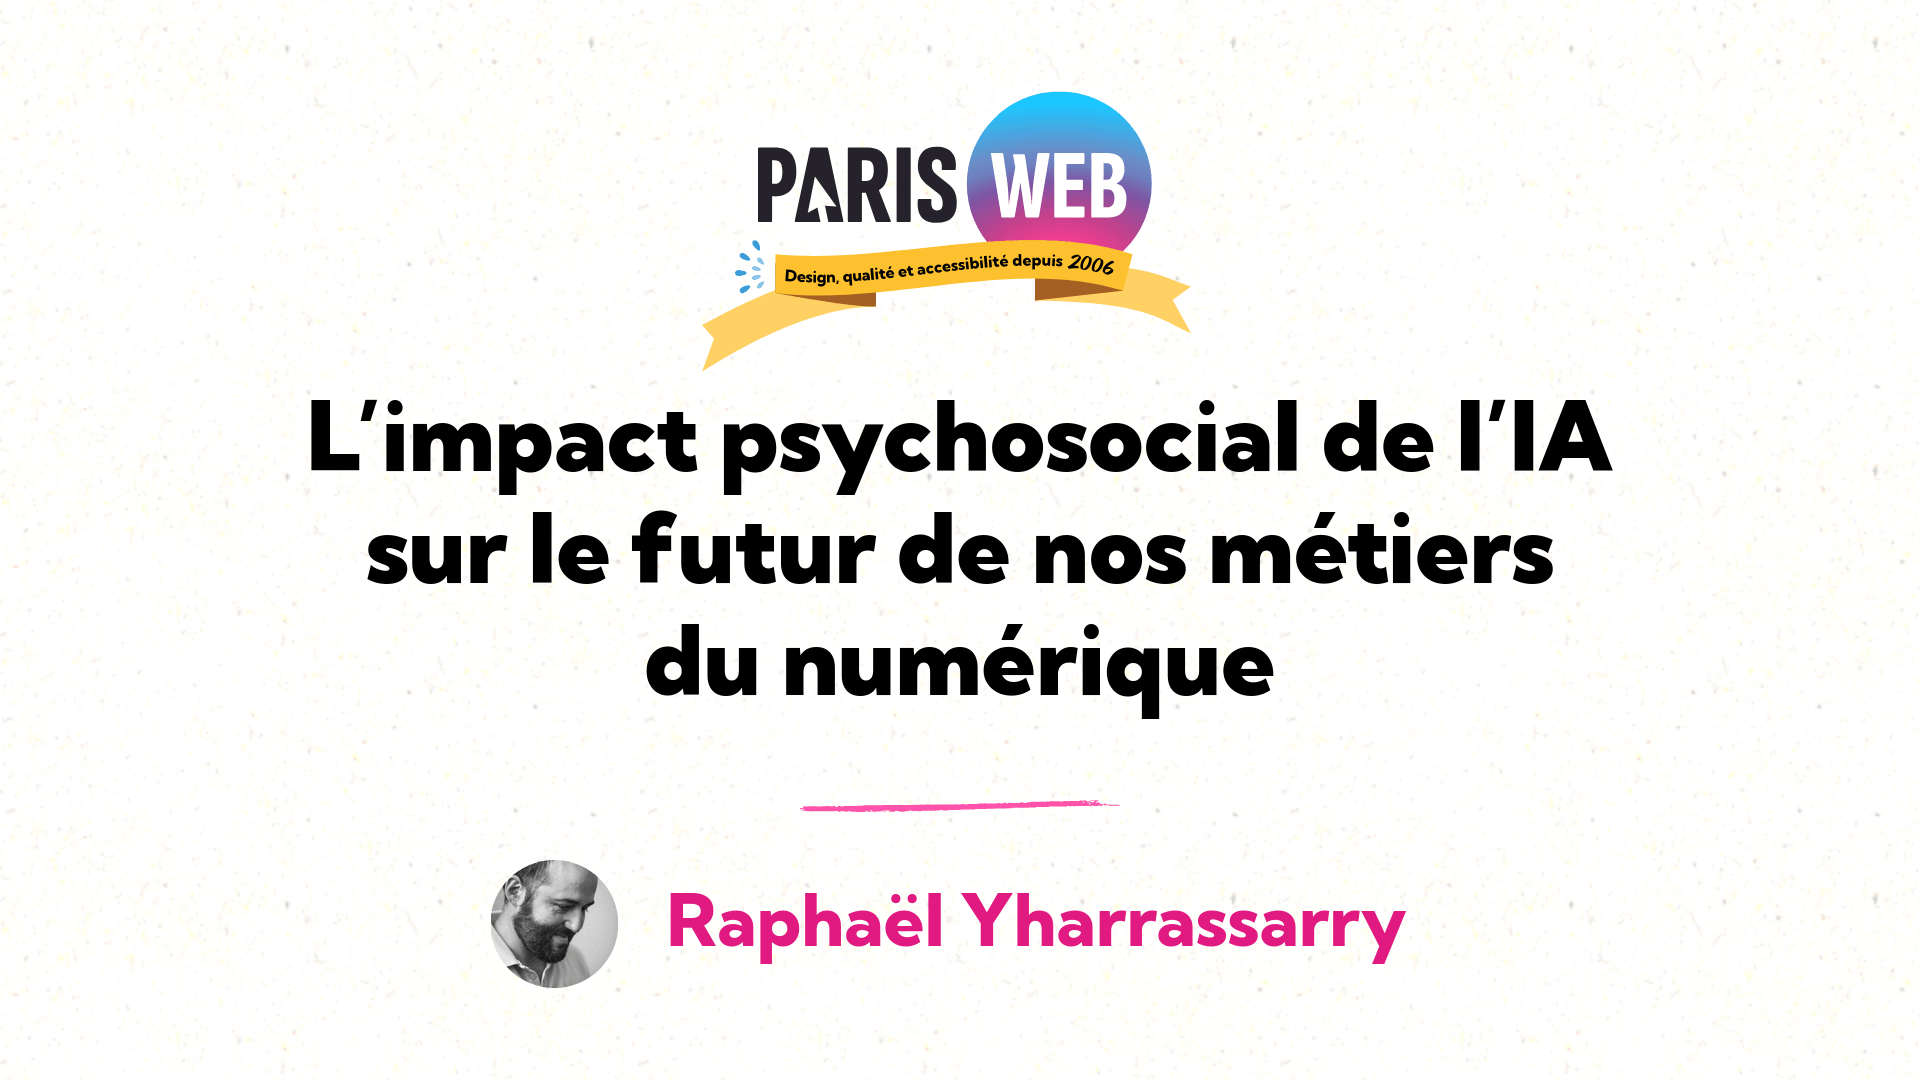 PARIS WEB
Design, qualité et accessibilité depuis 2006
L’impact psychosocial de l’IA
sur le futur de nos métiers
du numérique
Raphaël Yharrassarry